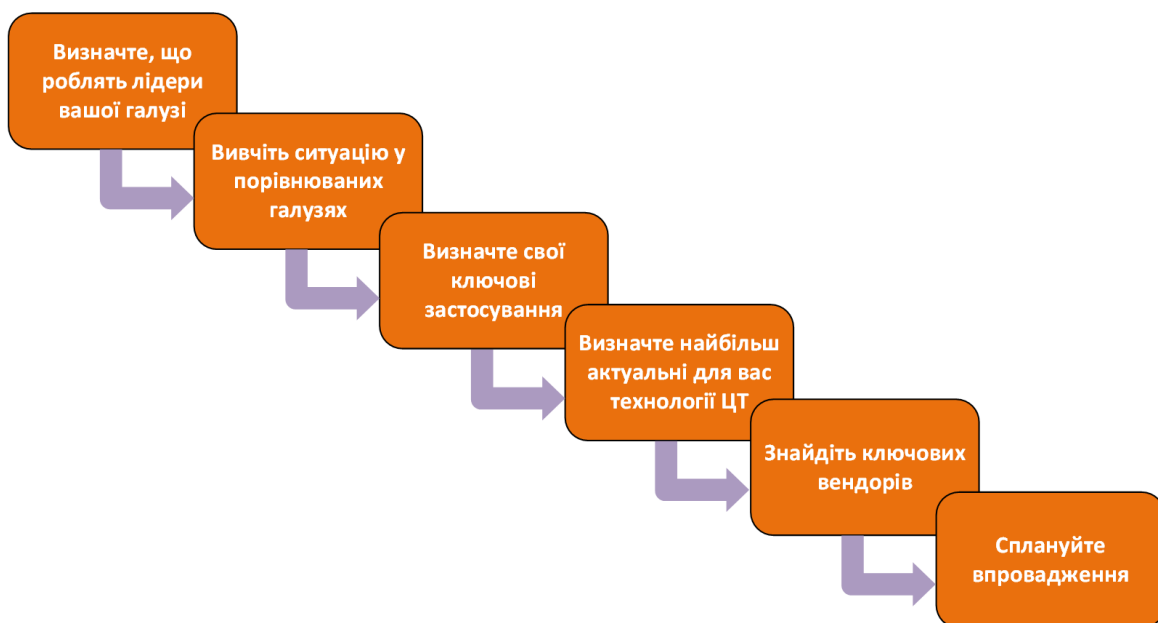 Визначте, що
роблять лідери
вашої галузі
Вивчіть ситуацію у
порівнюваних
галузях
Визначте свої
ключові
застосування
Визначте найбільш
актуальні для вас
технології ЦТ
Знайдіть ключових
вендорів
Сплануйте
впровадження